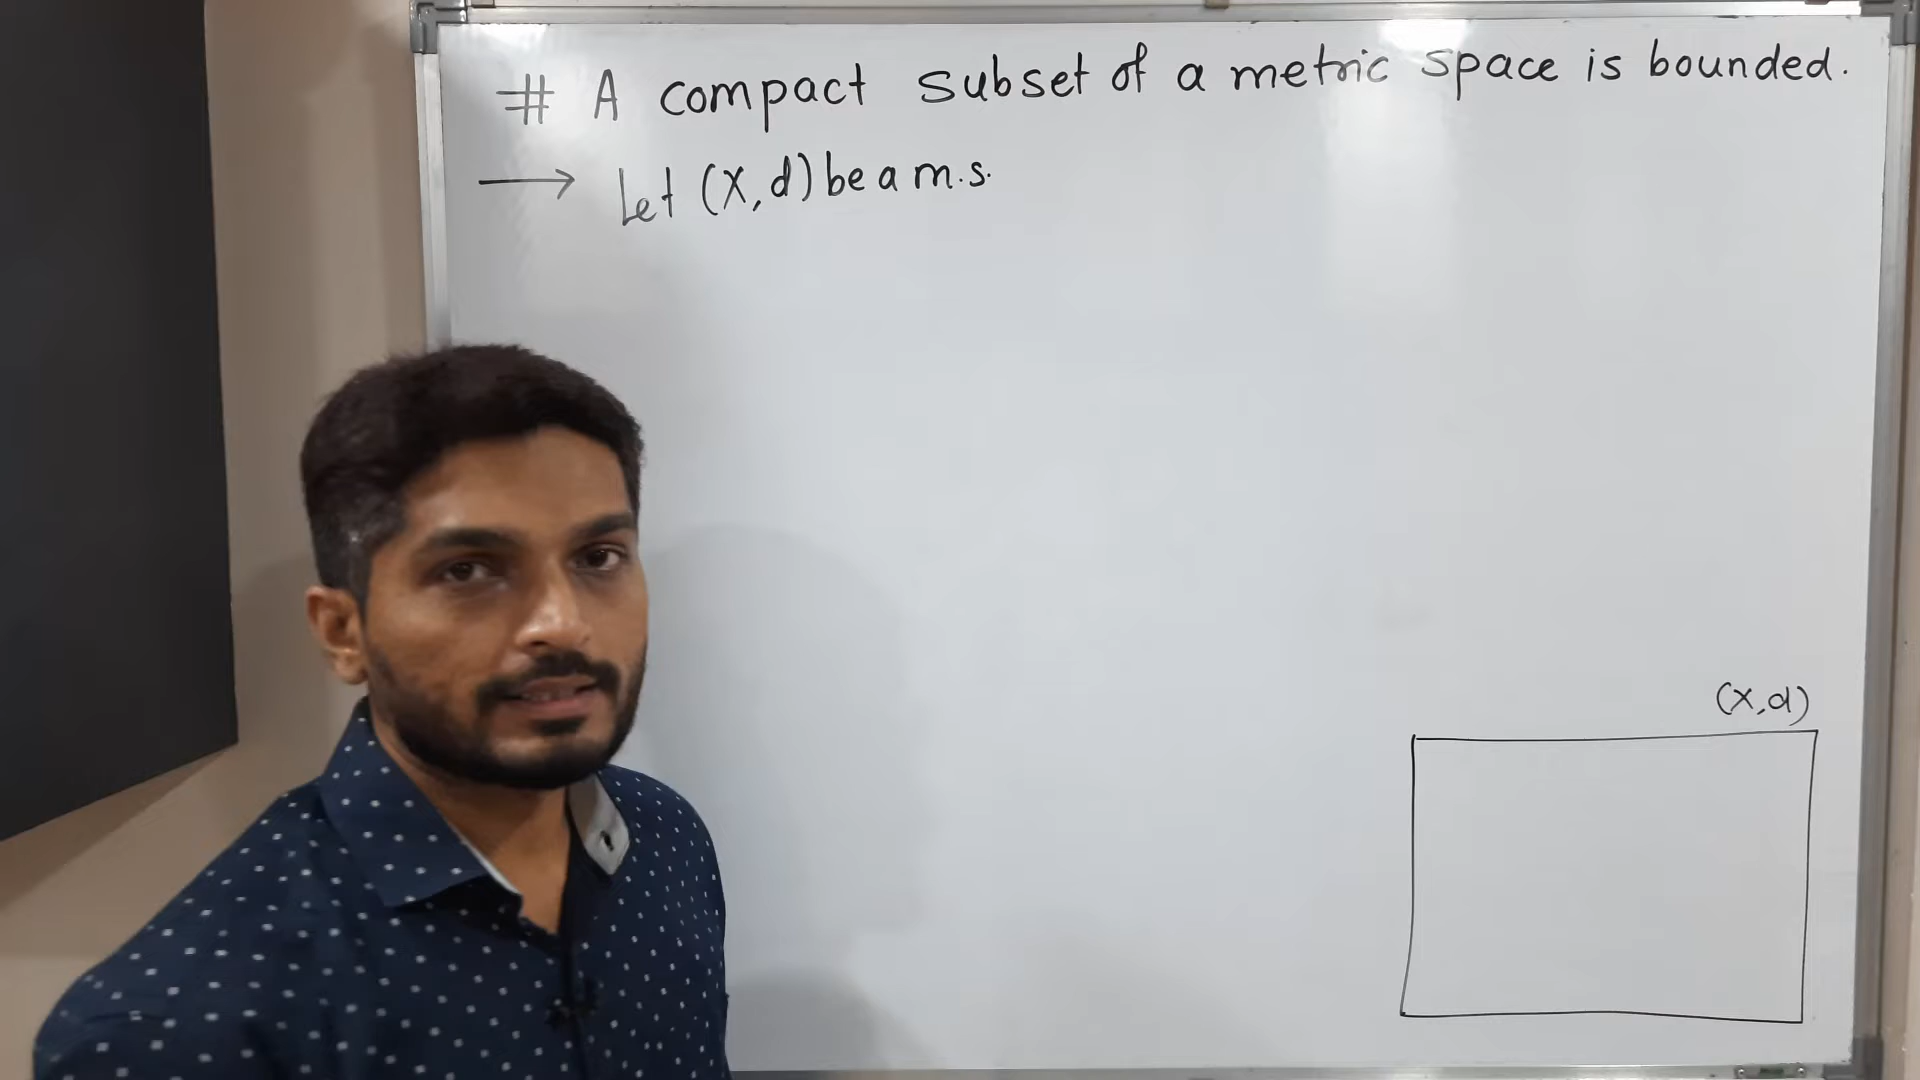 # A compact subset of a metric space is bounded.
→ Let (X,d) be a m.s.
(X,d)